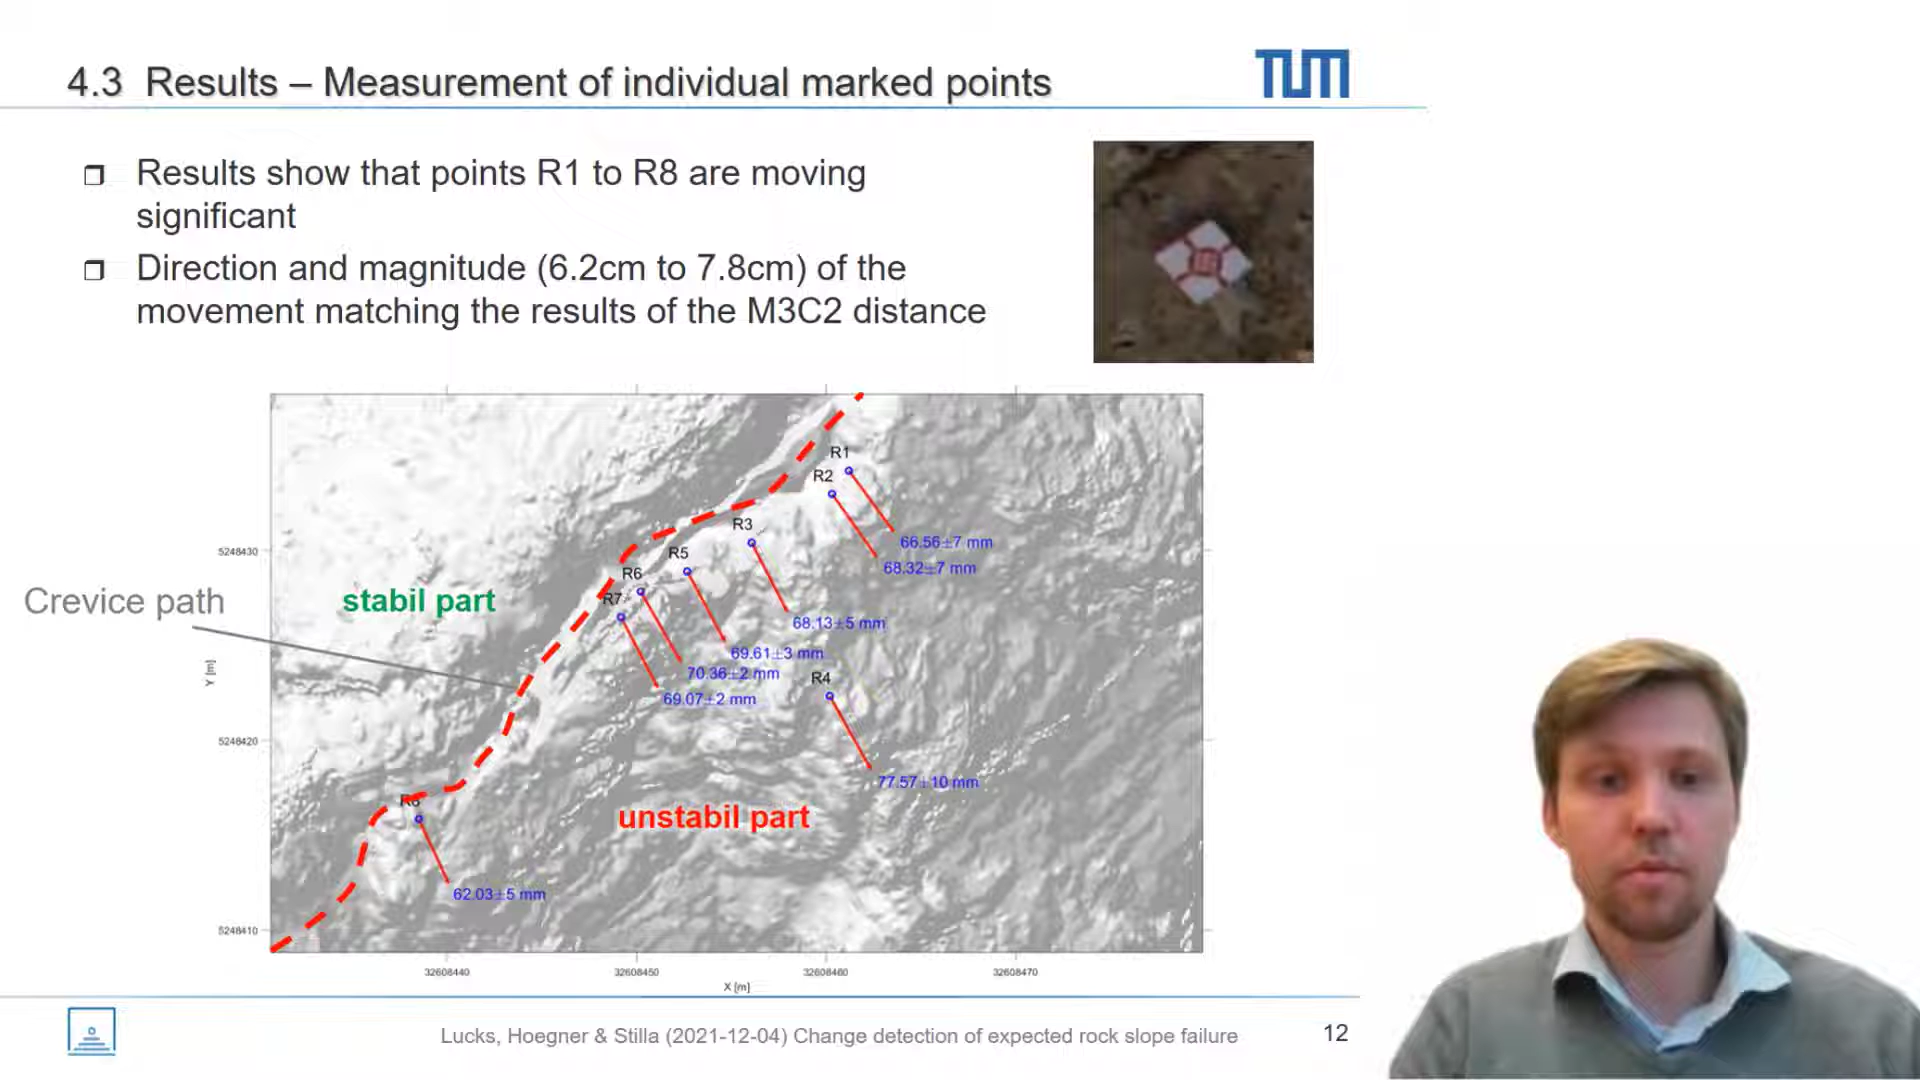 4.3 Results – Measurement of individual marked points
TUM
Results show that points R1 to R8 are moving
significant
Direction and magnitude (6.2cm to 7.8cm) of the
movement matching the results of the M3C2 distance
R1
R2
R3
R5
R6
R7
R4
R8
66.56±7 mm
68.32±7 mm
68.13±5 mm
69.61±3 mm
70.36±2 mm
69.07±2 mm
77.57±10 mm
62.03±5 mm
Crevice path
stabil part
unstabil part
5248430
5248420
5248410
Y [m]
32608440
32608450
32608460
32608470
X [m]
Lucks, Hoegner & Stilla (2021-12-04) Change detection of expected rock slope failure
12